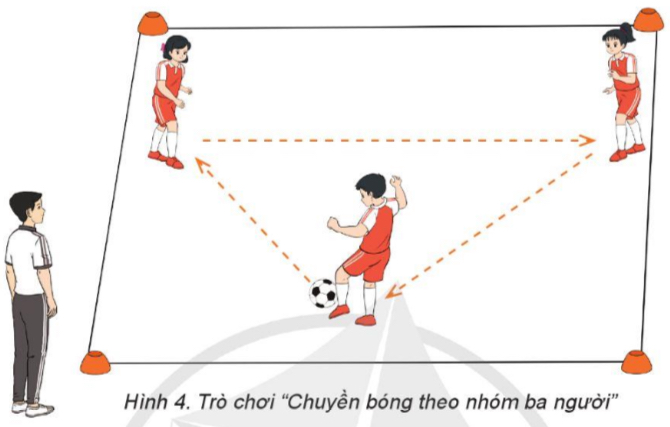 Hình 4. Trò chơi “Chuyền bóng theo nhóm ba người”